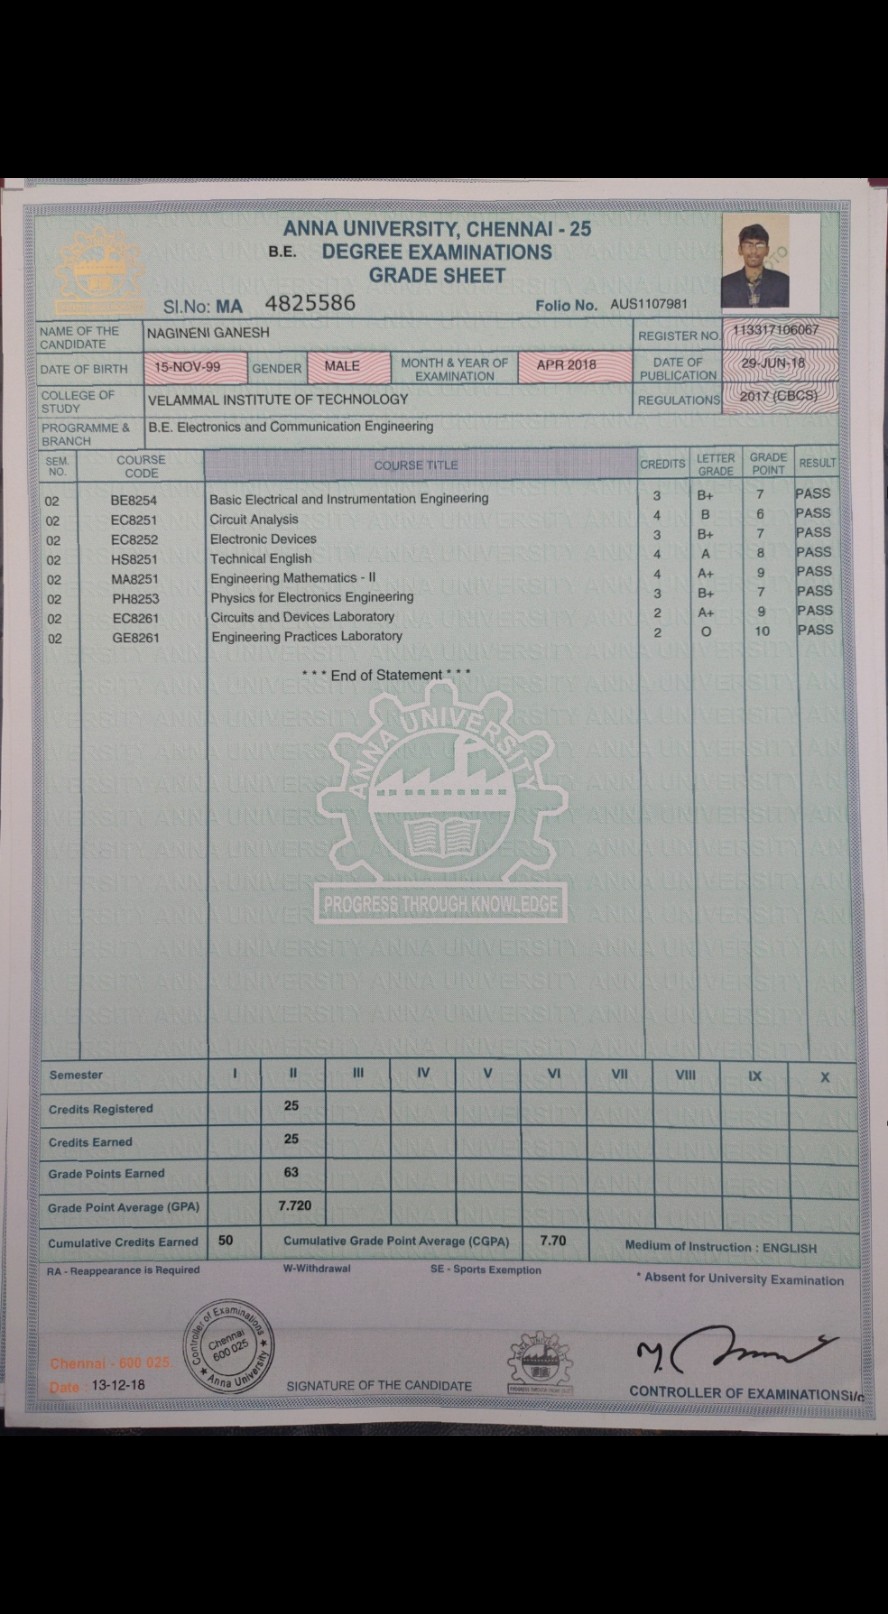 ANNA UNIVERSITY, CHENNAI - 25
B.E. DEGREE EXAMINATIONS
GRADE SHEET
Sl.No: MA 4825586 Folio No. AUS1107981
NAME OF THE CANDIDATE NAGINENI GANESH REGISTER NO. 113317106067
DATE OF BIRTH 15-NOV-99 GENDER MALE MONTH & YEAR OF EXAMINATION APR 2018 DATE OF PUBLICATION 29-JUN-18
COLLEGE OF STUDY VELAMMAL INSTITUTE OF TECHNOLOGY REGULATIONS 2017 (CBCS)
PROGRAMME & BRANCH B.E. Electronics and Communication Engineering
SEM. NO. COURSE CODE COURSE TITLE CREDITS LETTER GRADE GRADE POINT RESULT
02 BE8254 Basic Electrical and Instrumentation Engineering 3 B+ 7 PASS
02 EC8251 Circuit Analysis 4 B 6 PASS
02 EC8252 Electronic Devices 3 B+ 7 PASS
02 HS8251 Technical English 4 A 8 PASS
02 MA8251 Engineering Mathematics - II 4 A+ 9 PASS
02 PH8253 Physics for Electronics Engineering 3 B+ 7 PASS
02 EC8261 Circuits and Devices Laboratory 2 A+ 9 PASS
02 GE8261 Engineering Practices Laboratory 2 O 10 PASS
* * * End of Statement * * *
ANNA UNIVERSITY
PROGRESS THROUGH KNOWLEDGE
Semester I II III IV V VI VII VIII IX X
Credits Registered 25
Credits Earned 25
Grade Points Earned 63
Grade Point Average (GPA) 7.720
Cumulative Credits Earned 50 Cumulative Grade Point Average (CGPA) 7.70 Medium of Instruction : ENGLISH
RA - Reappearance is Required W-Withdrawal SE - Sports Exemption * Absent for University Examination
Controller of Examinations
Chennai 600 025
★ Anna University ★
Chennai - 600 025.
Date : 13-12-18 SIGNATURE OF THE CANDIDATE CONTROLLER OF EXAMINATIONS i/c